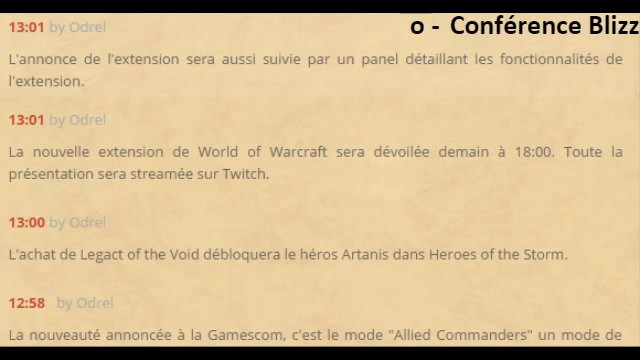 o - Conférence Blizz
13:01 by Odrel
L'annonce de l'extension sera aussi suivie par un panel détaillant les fonctionnalités de
l'extension.
13:01 by Odrel
La nouvelle extension de World of Warcraft sera dévoilée demain à 18:00. Toute la
présentation sera streamée sur Twitch.
13:00 by Odrel
L'achat de Legact of the Void débloquera le héros Artanis dans Heroes of the Storm.
12:58 by Odrel
La nouveauté annoncée à la Gamescom, c'est le mode "Allied Commanders" un mode de